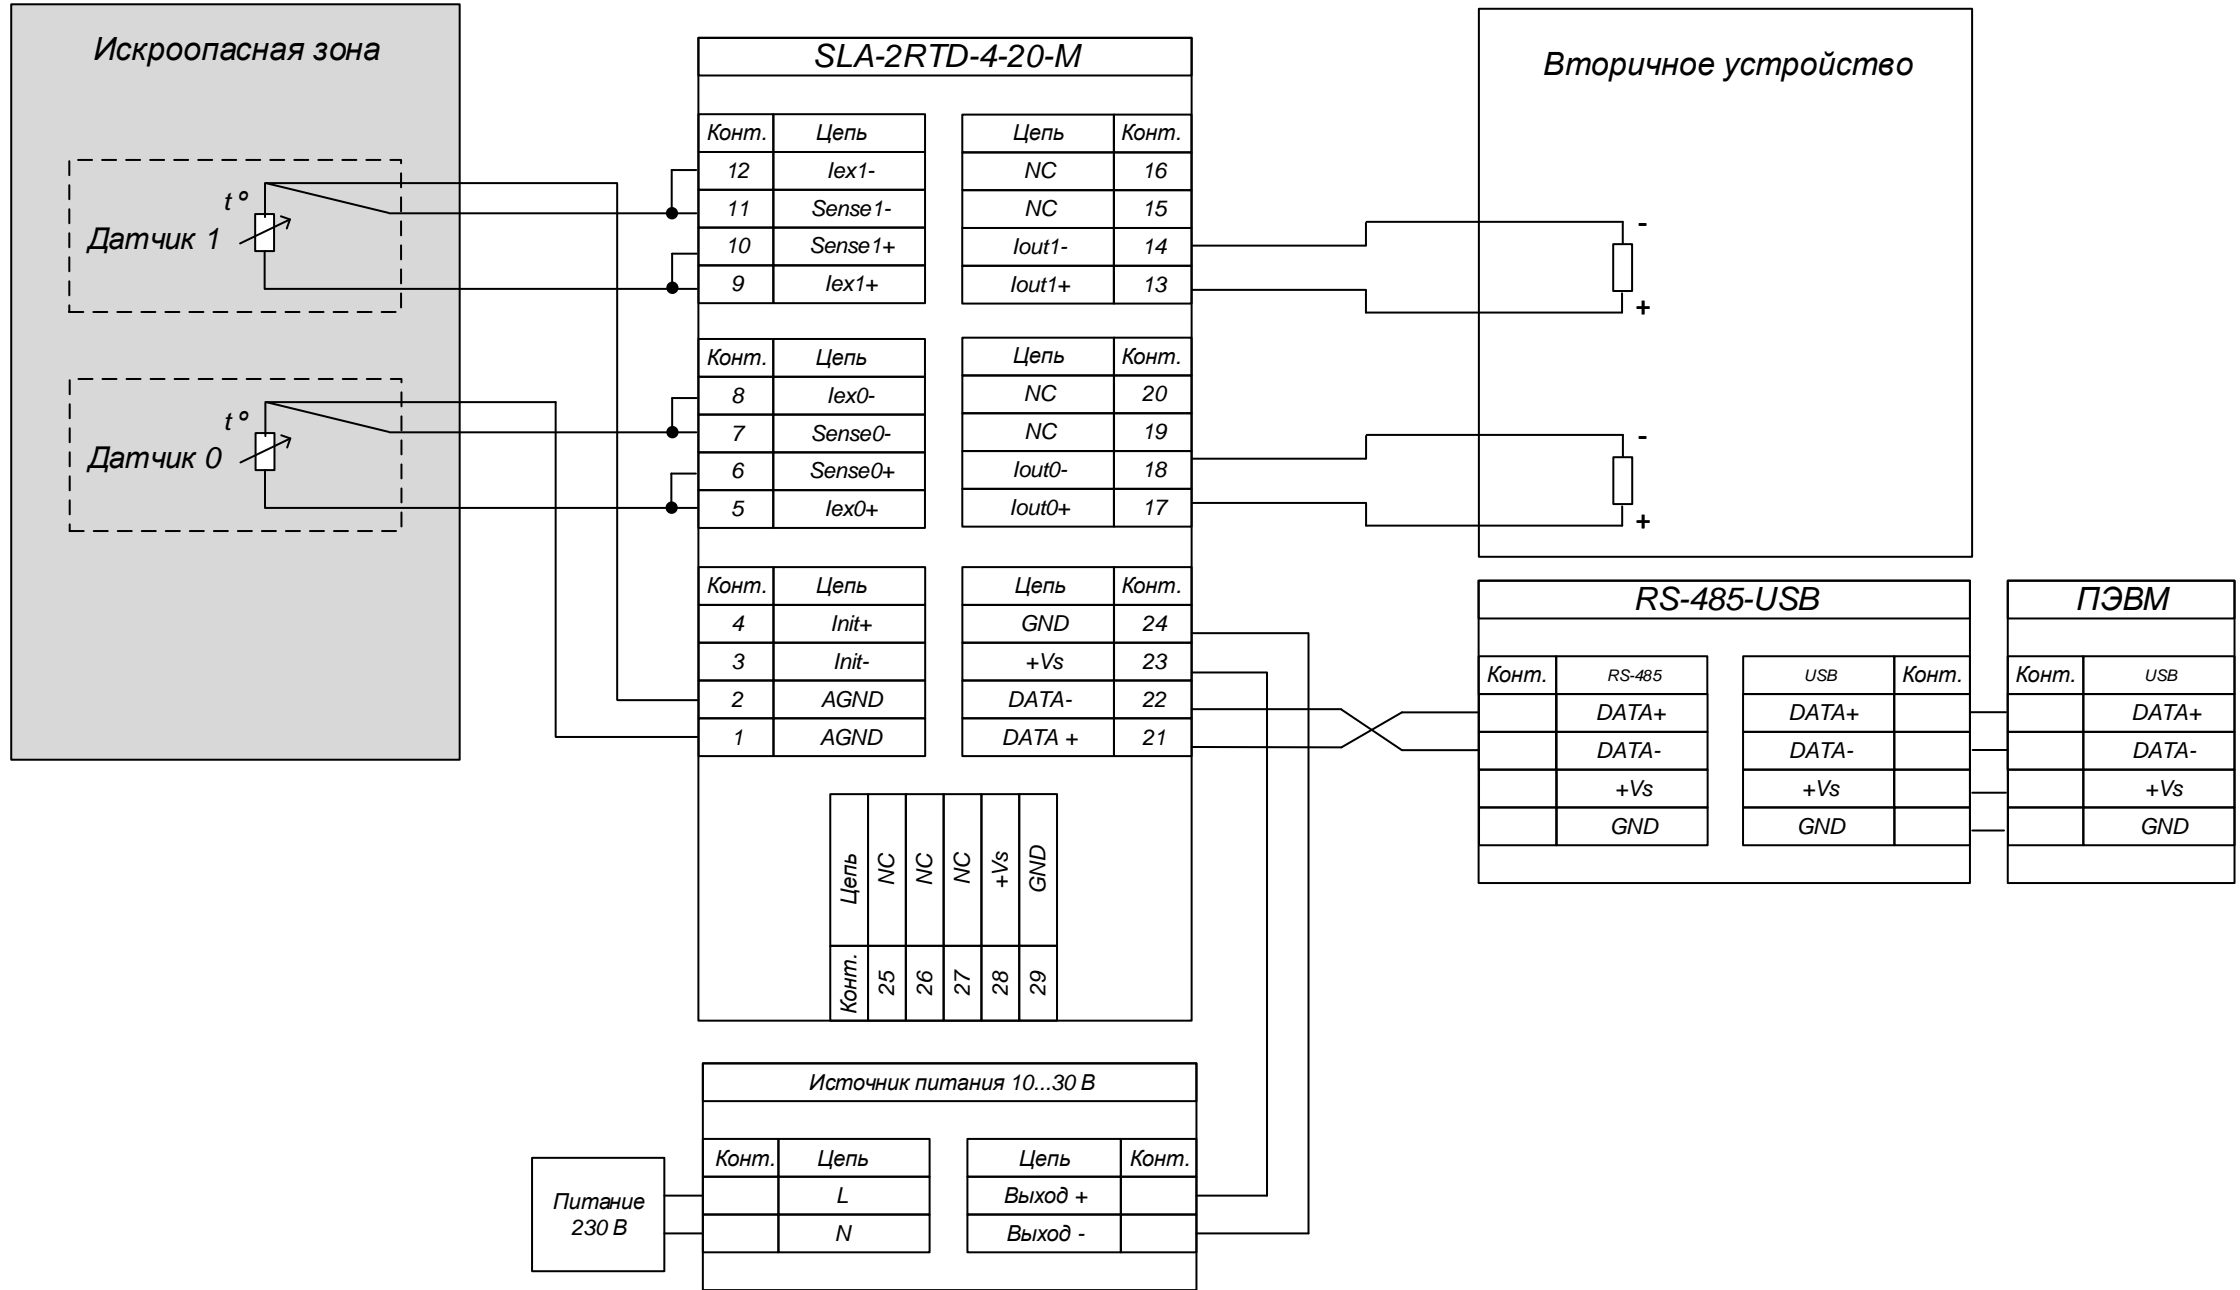 Искроопасная зона
t°
Датчик 1
t°
Датчик 0
SLA-2RTD-4-20-M
Конт. Цепь
12 Iex1-
11 Sense1-
10 Sense1+
9 Iex1+
Цепь Конт.
NC 16
NC 15
Iout1- 14
Iout1+ 13
Конт. Цепь
8 Iex0-
7 Sense0-
6 Sense0+
5 Iex0+
Цепь Конт.
NC 20
NC 19
Iout0- 18
Iout0+ 17
Конт. Цепь
4 Init+
3 Init-
2 AGND
1 AGND
Цепь Конт.
GND 24
+Vs 23
DATA- 22
DATA + 21
Цепь NC NC NC +Vs GND
Конт. 25 26 27 28 29
Вторичное устройство
-
+
-
+
RS-485-USB
Конт. RS-485
DATA+
DATA-
+Vs
GND
USB Конт.
DATA+
DATA-
+Vs
GND
ПЭВМ
Конт. USB
DATA+
DATA-
+Vs
GND
Источник питания 10...30 В
Конт. Цепь
L
N
Цепь Конт.
Выход +
Выход -
Питание
230 В